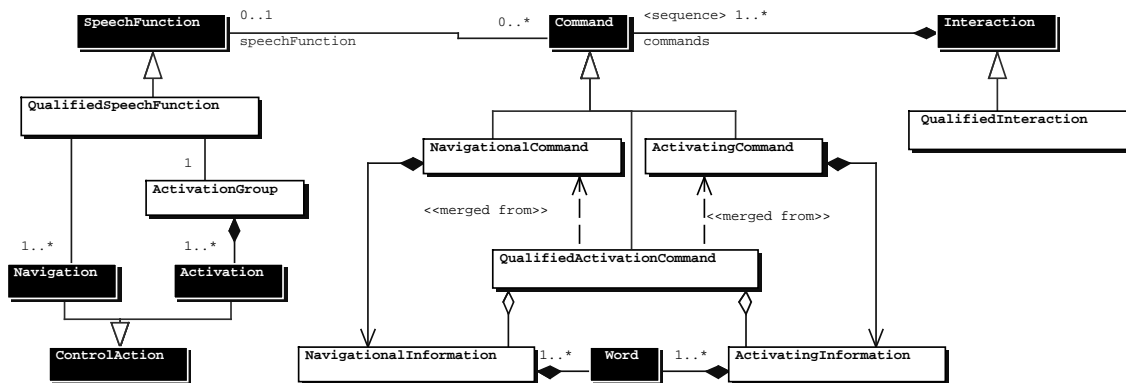 SpeechFunction
0..1
speechFunction
0..*
Command
<sequence> 1..*
commands
Interaction
QualifiedSpeechFunction
QualifiedInteraction
NavigationalCommand
ActivatingCommand
1
ActivationGroup
<<merged from>>
<<merged from>>
1..*
1..*
QualifiedActivationCommand
Navigation
Activation
ControlAction
NavigationalInformation
1..*
Word
1..*
ActivatingInformation